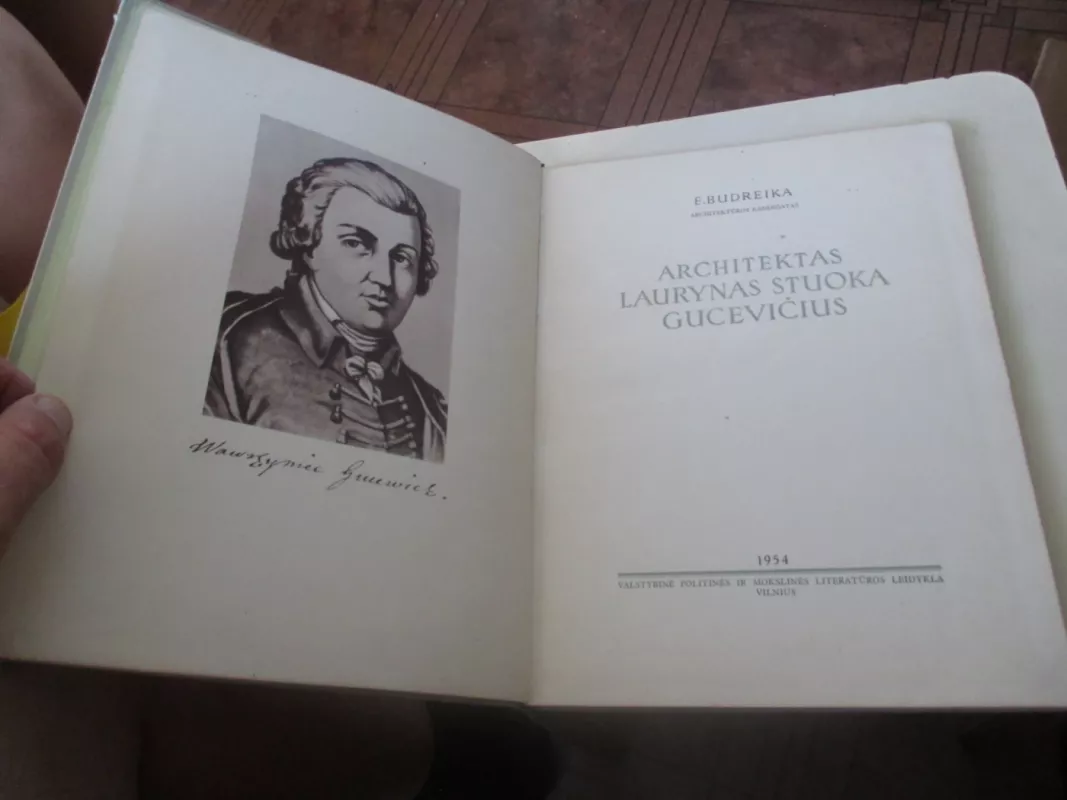 Wawrzyniec Gucewicz.
E. BUDREIKA
ARCHITEKTŪROS KANDIDATAS
ARCHITEKTAS
LAURYNAS STUOKA
GUCEVIČIUS
1954
VALSTYBINĖ POLITINĖS IR MOKSLINĖS LITERATŪROS LEIDYKLA
VILNIUS